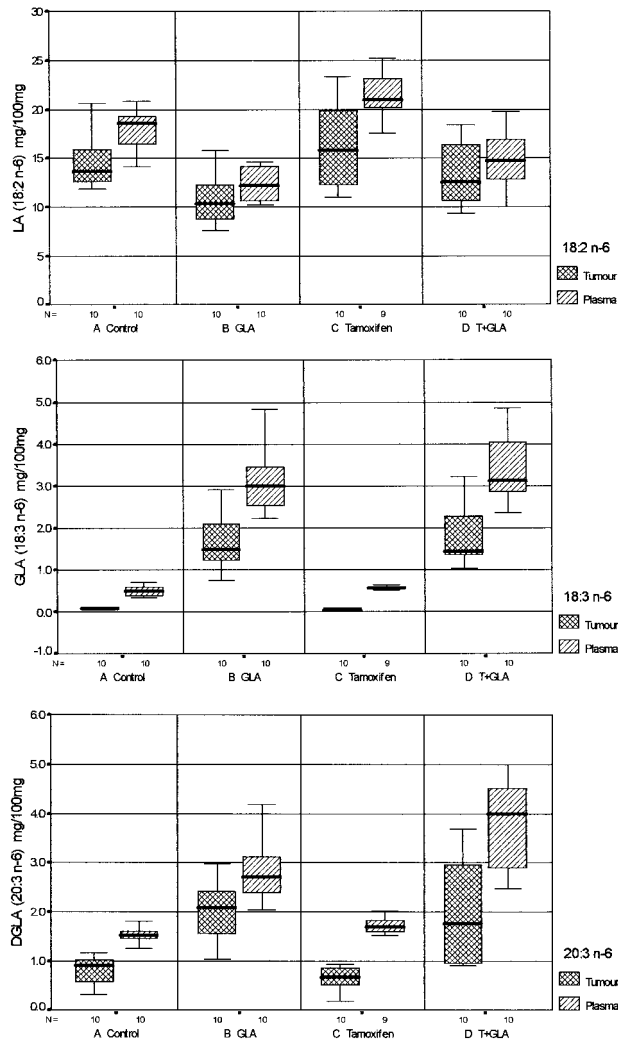 30
25
20
15
10
.5
.0
LA (18:2 n-6) mg/100mg
18:2 n-6
Tumour
Plasma
N = 10 10 10 10 10 9 10 10
A Control B GLA C Tamoxifen D T+GLA
6.0
5.0
4.0
3.0
2.0
1.0
0.0
-1.0
GLA (18:3 n-6) mg/100mg
18:3 n-6
Tumour
Plasma
N = 10 10 10 10 10 9 10 10
A Control B GLA C Tamoxifen D T+GLA
6.0
5.0
4.0
3.0
2.0
1.0
0.0
DGLA (20:3 n-6) mg/100mg
20:3 n-6
Tumour
Plasma
N = 10 10 10 10 10 9 10 10
A Control B GLA C Tamoxifen D T+GLA